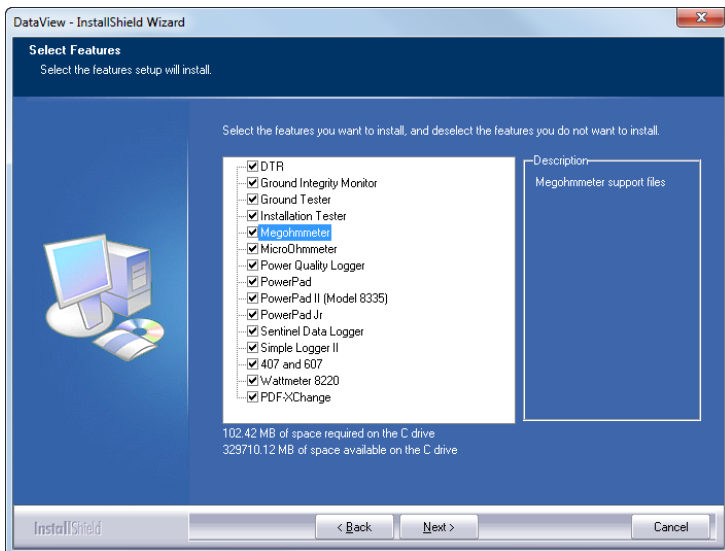 DataView - InstallShield Wizard
Select Features
Select the features setup will install.
Select the features you want to install, and deselect the features you do not want to install.
DTR
Ground Integrity Monitor
Ground Tester
Installation Tester
Megohmmeter
MicroOhmmeter
Power Quality Logger
PowerPad
PowerPad II (Model 8335)
PowerPad Jr
Sentinel Data Logger
Simple Logger II
407 and 607
Wattmeter 8220
PDF-XChange
Description
Megohmmeter support files
102.42 MB of space required on the C drive
329710.12 MB of space available on the C drive
InstallShield
< Back
Next >
Cancel